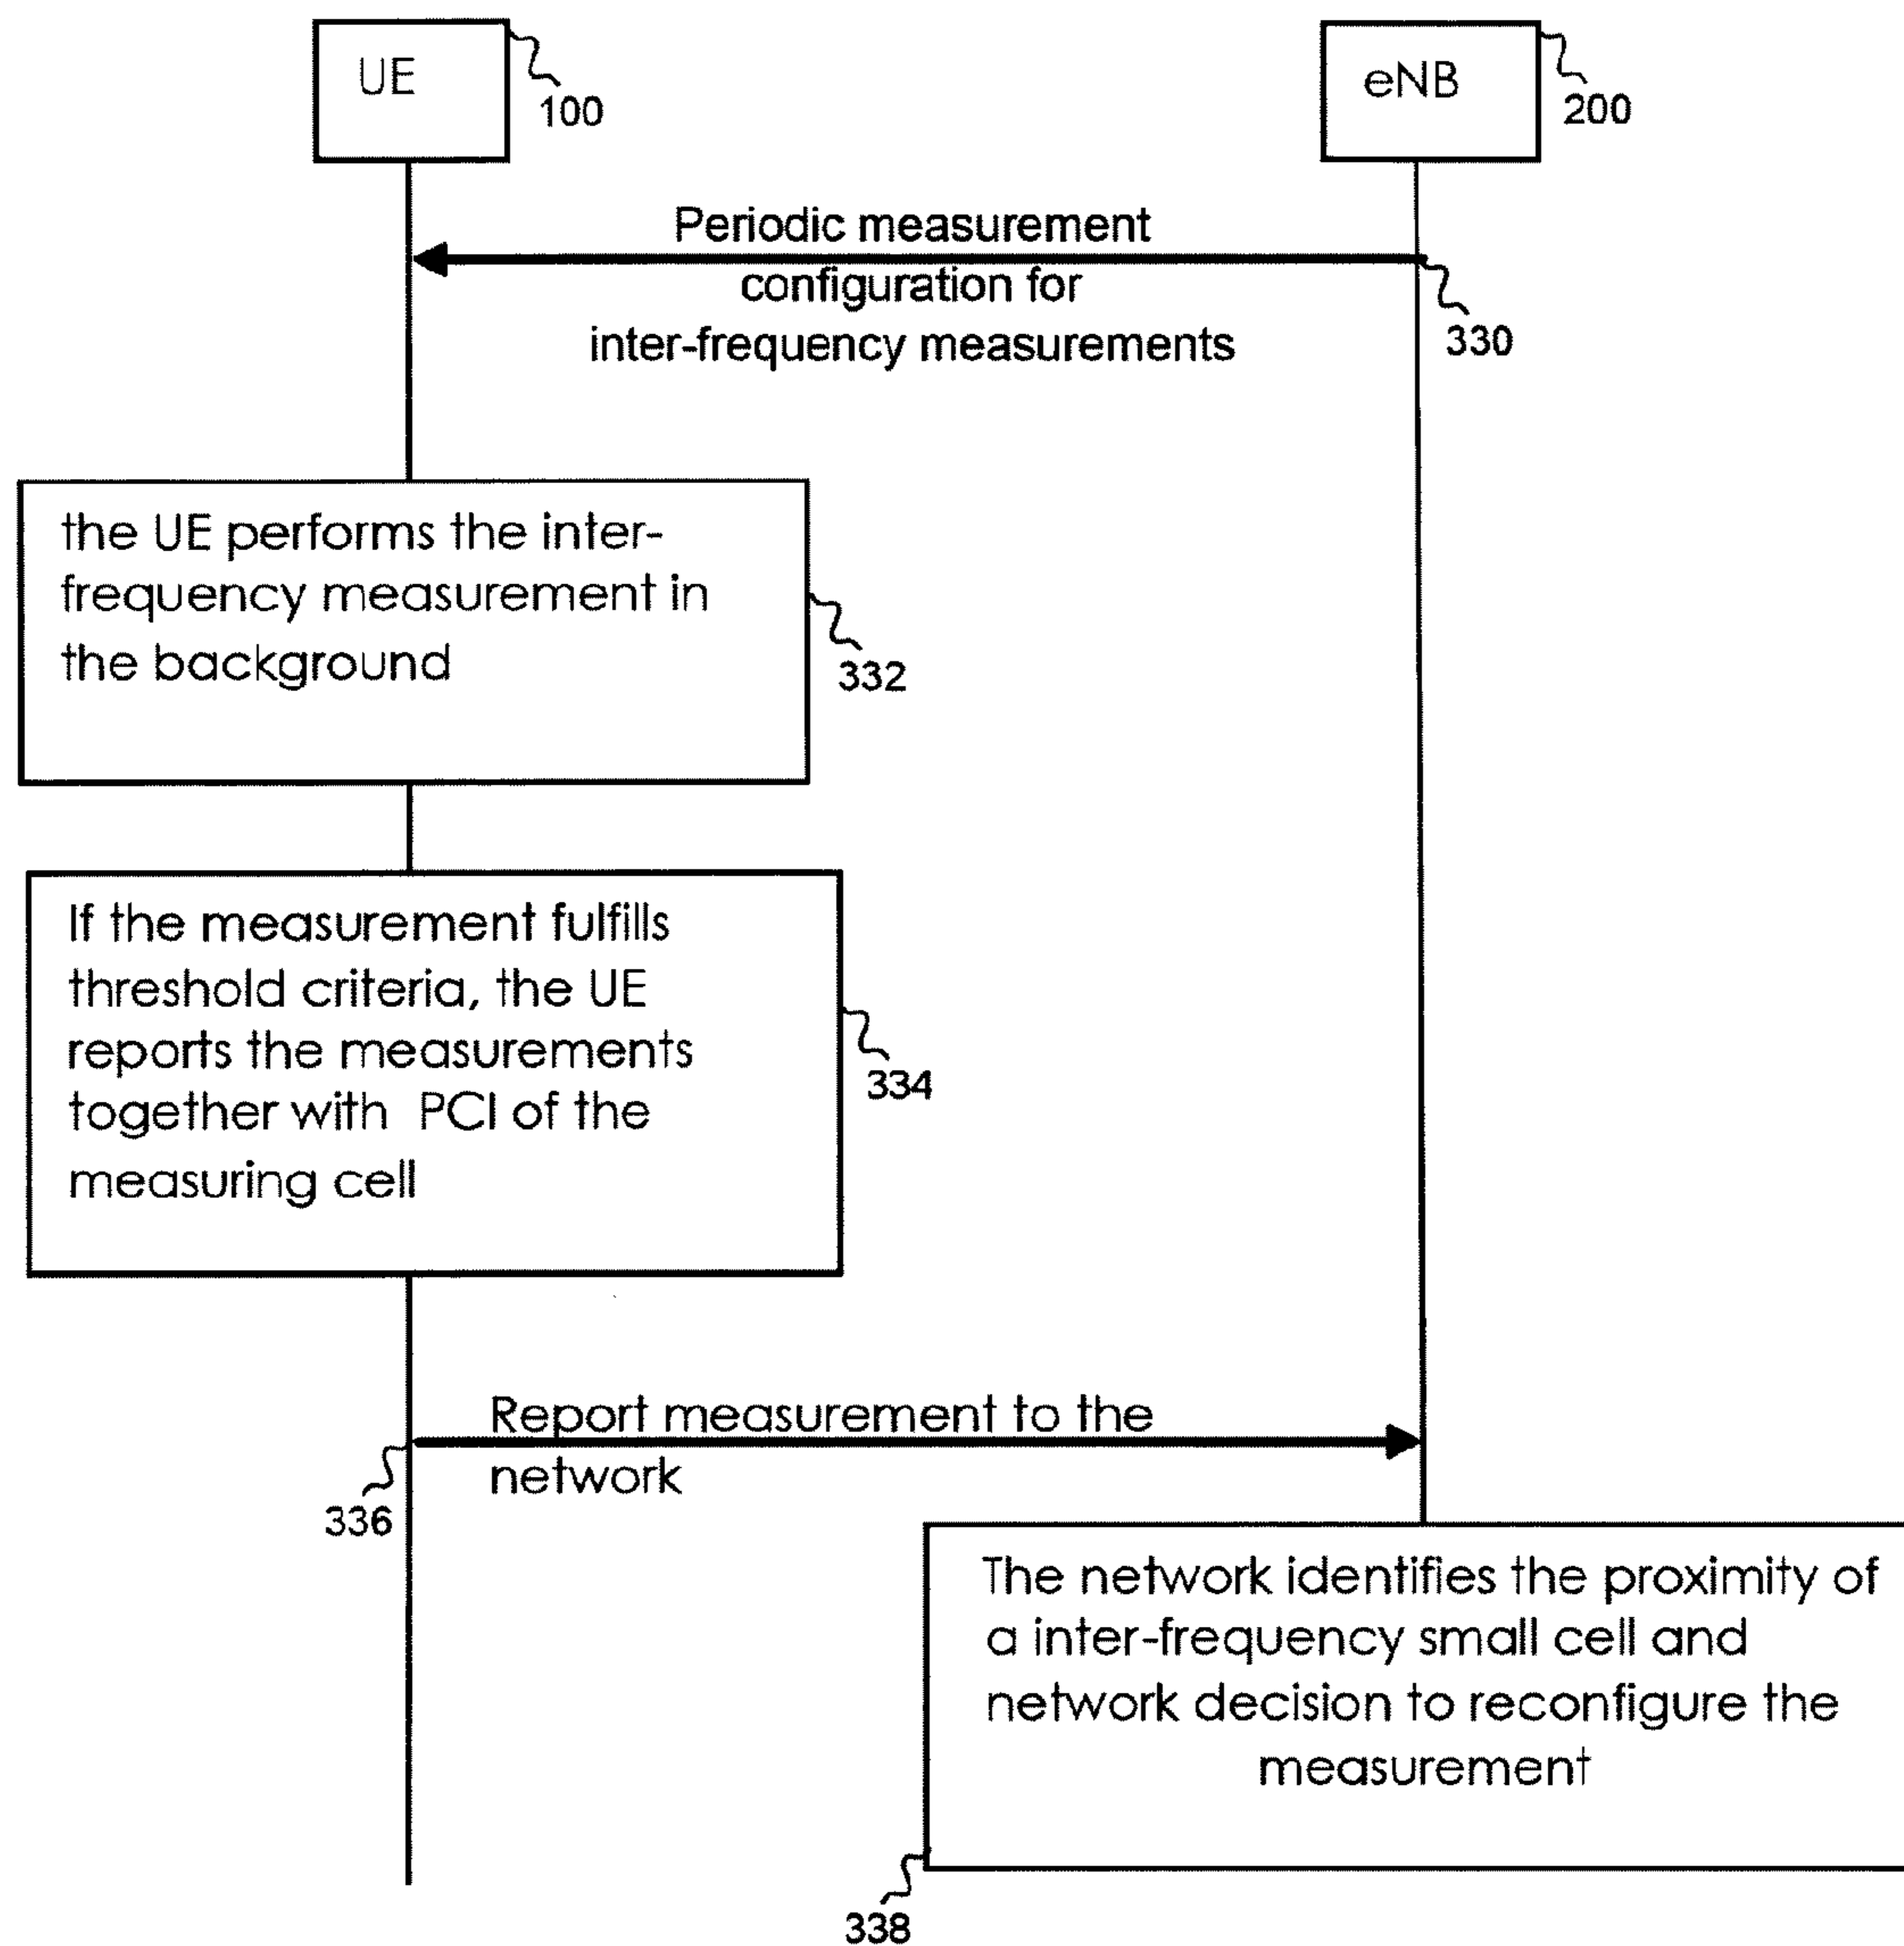 UE
100
eNB
200
Periodic measurement
configuration for
inter-frequency measurements
330
the UE performs the inter-
frequency measurement in
the background
332
If the measurement fulfills
threshold criteria, the UE
reports the measurements
together with PCI of the
measuring cell
334
Report measurement to the
network
336
The network identifies the proximity of
a inter-frequency small cell and
network decision to reconfigure the
measurement
338